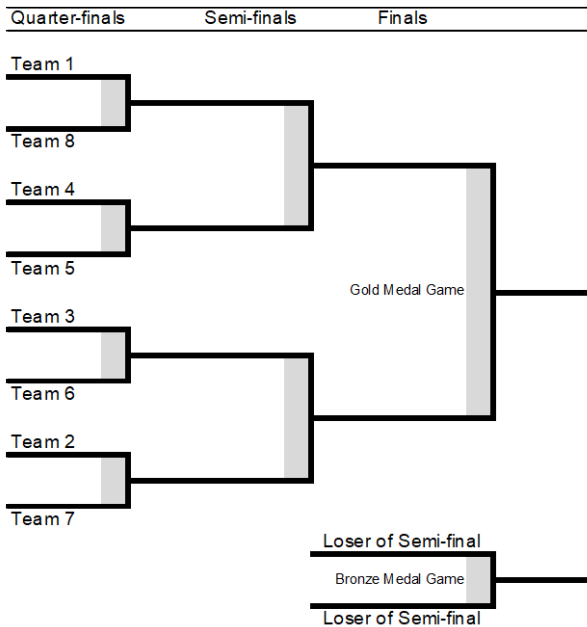 Quarter-finals Semi-finals Finals
Team 1
Team 8
Team 4
Team 5
Gold Medal Game
Team 3
Team 6
Team 2
Team 7
Loser of Semi-final
Bronze Medal Game
Loser of Semi-final